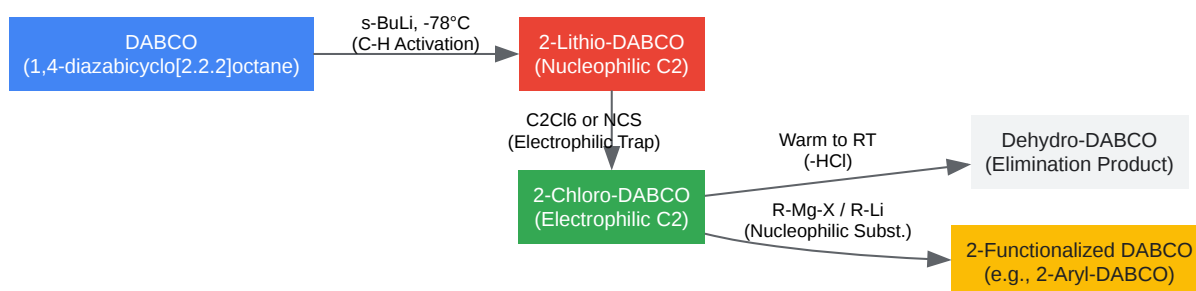 DABCO
(1,4-diazabicyclo[2.2.2]octane)
s-BuLi, -78°C
(C-H Activation)
2-Lithio-DABCO
(Nucleophilic C2)
C2Cl6 or NCS
(Electrophilic Trap)
2-Chloro-DABCO
(Electrophilic C2)
Warm to RT
(-HCl)
Dehydro-DABCO
(Elimination Product)
R-Mg-X / R-Li
(Nucleophilic Subst.)
2-Functionalized DABCO
(e.g., 2-Aryl-DABCO)